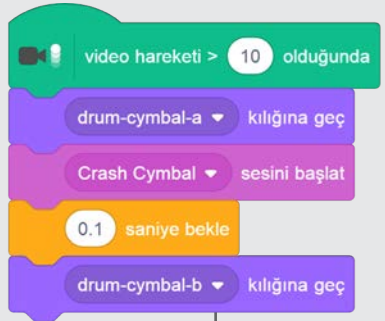 video hareketi > 10 olduğunda
drum-cymbal-a kılığına geç
Crash Cymbal sesini başlat
0.1 saniye bekle
drum-cymbal-b kılığına geç